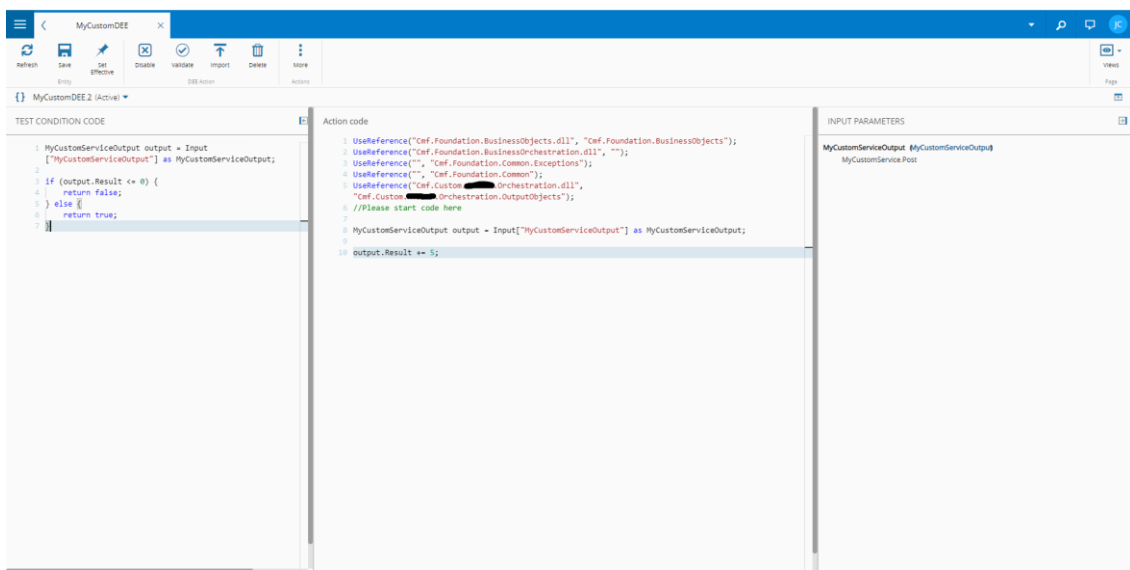 MyCustomDEE
JC
Refresh
Save
Set Effective
Disable
Validate
Import
Delete
More
Views
Entity
DEE Action
Actions
Page
{} MyCustomDEE.2 (Active)
TEST CONDITION CODE
1 MyCustomServiceOutput output = Input
["MyCustomServiceOutput"] as MyCustomServiceOutput;
2
3 if (output.Result <= 0) {
4 return false;
5 } else {
6 return true;
7 }
Action code
1 UseReference("Cmf.Foundation.BusinessObjects.dll", "Cmf.Foundation.BusinessObjects");
2 UseReference("Cmf.Foundation.BusinessOrchestration.dll", "");
3 UseReference("", "Cmf.Foundation.Common.Exceptions");
4 UseReference("", "Cmf.Foundation.Common");
5 UseReference("Cmf.Custom. .Orchestration.dll",
"Cmf.Custom. .Orchestration.OutputObjects");
6 //Please start code here
7
8 MyCustomServiceOutput output = Input["MyCustomServiceOutput"] as MyCustomServiceOutput;
9
10 output.Result += 5;
INPUT PARAMETERS
MyCustomServiceOutput (MyCustomServiceOutput)
MyCustomService.Post